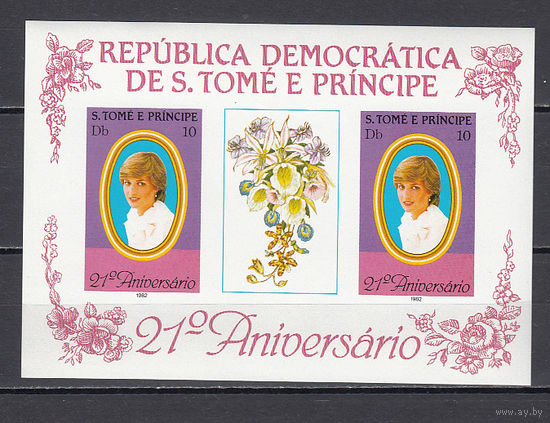 REPÚBLICA DEMOCRÁTICA
DE S. TOMÉ E PRÍNCIPE
S. TOMÉ E PRÍNCIPE
Db 10
21º Aniversário
1982
S. TOMÉ E PRÍNCIPE
Db 10
21º Aniversário
1982
21º Aniversário
www.ay.by